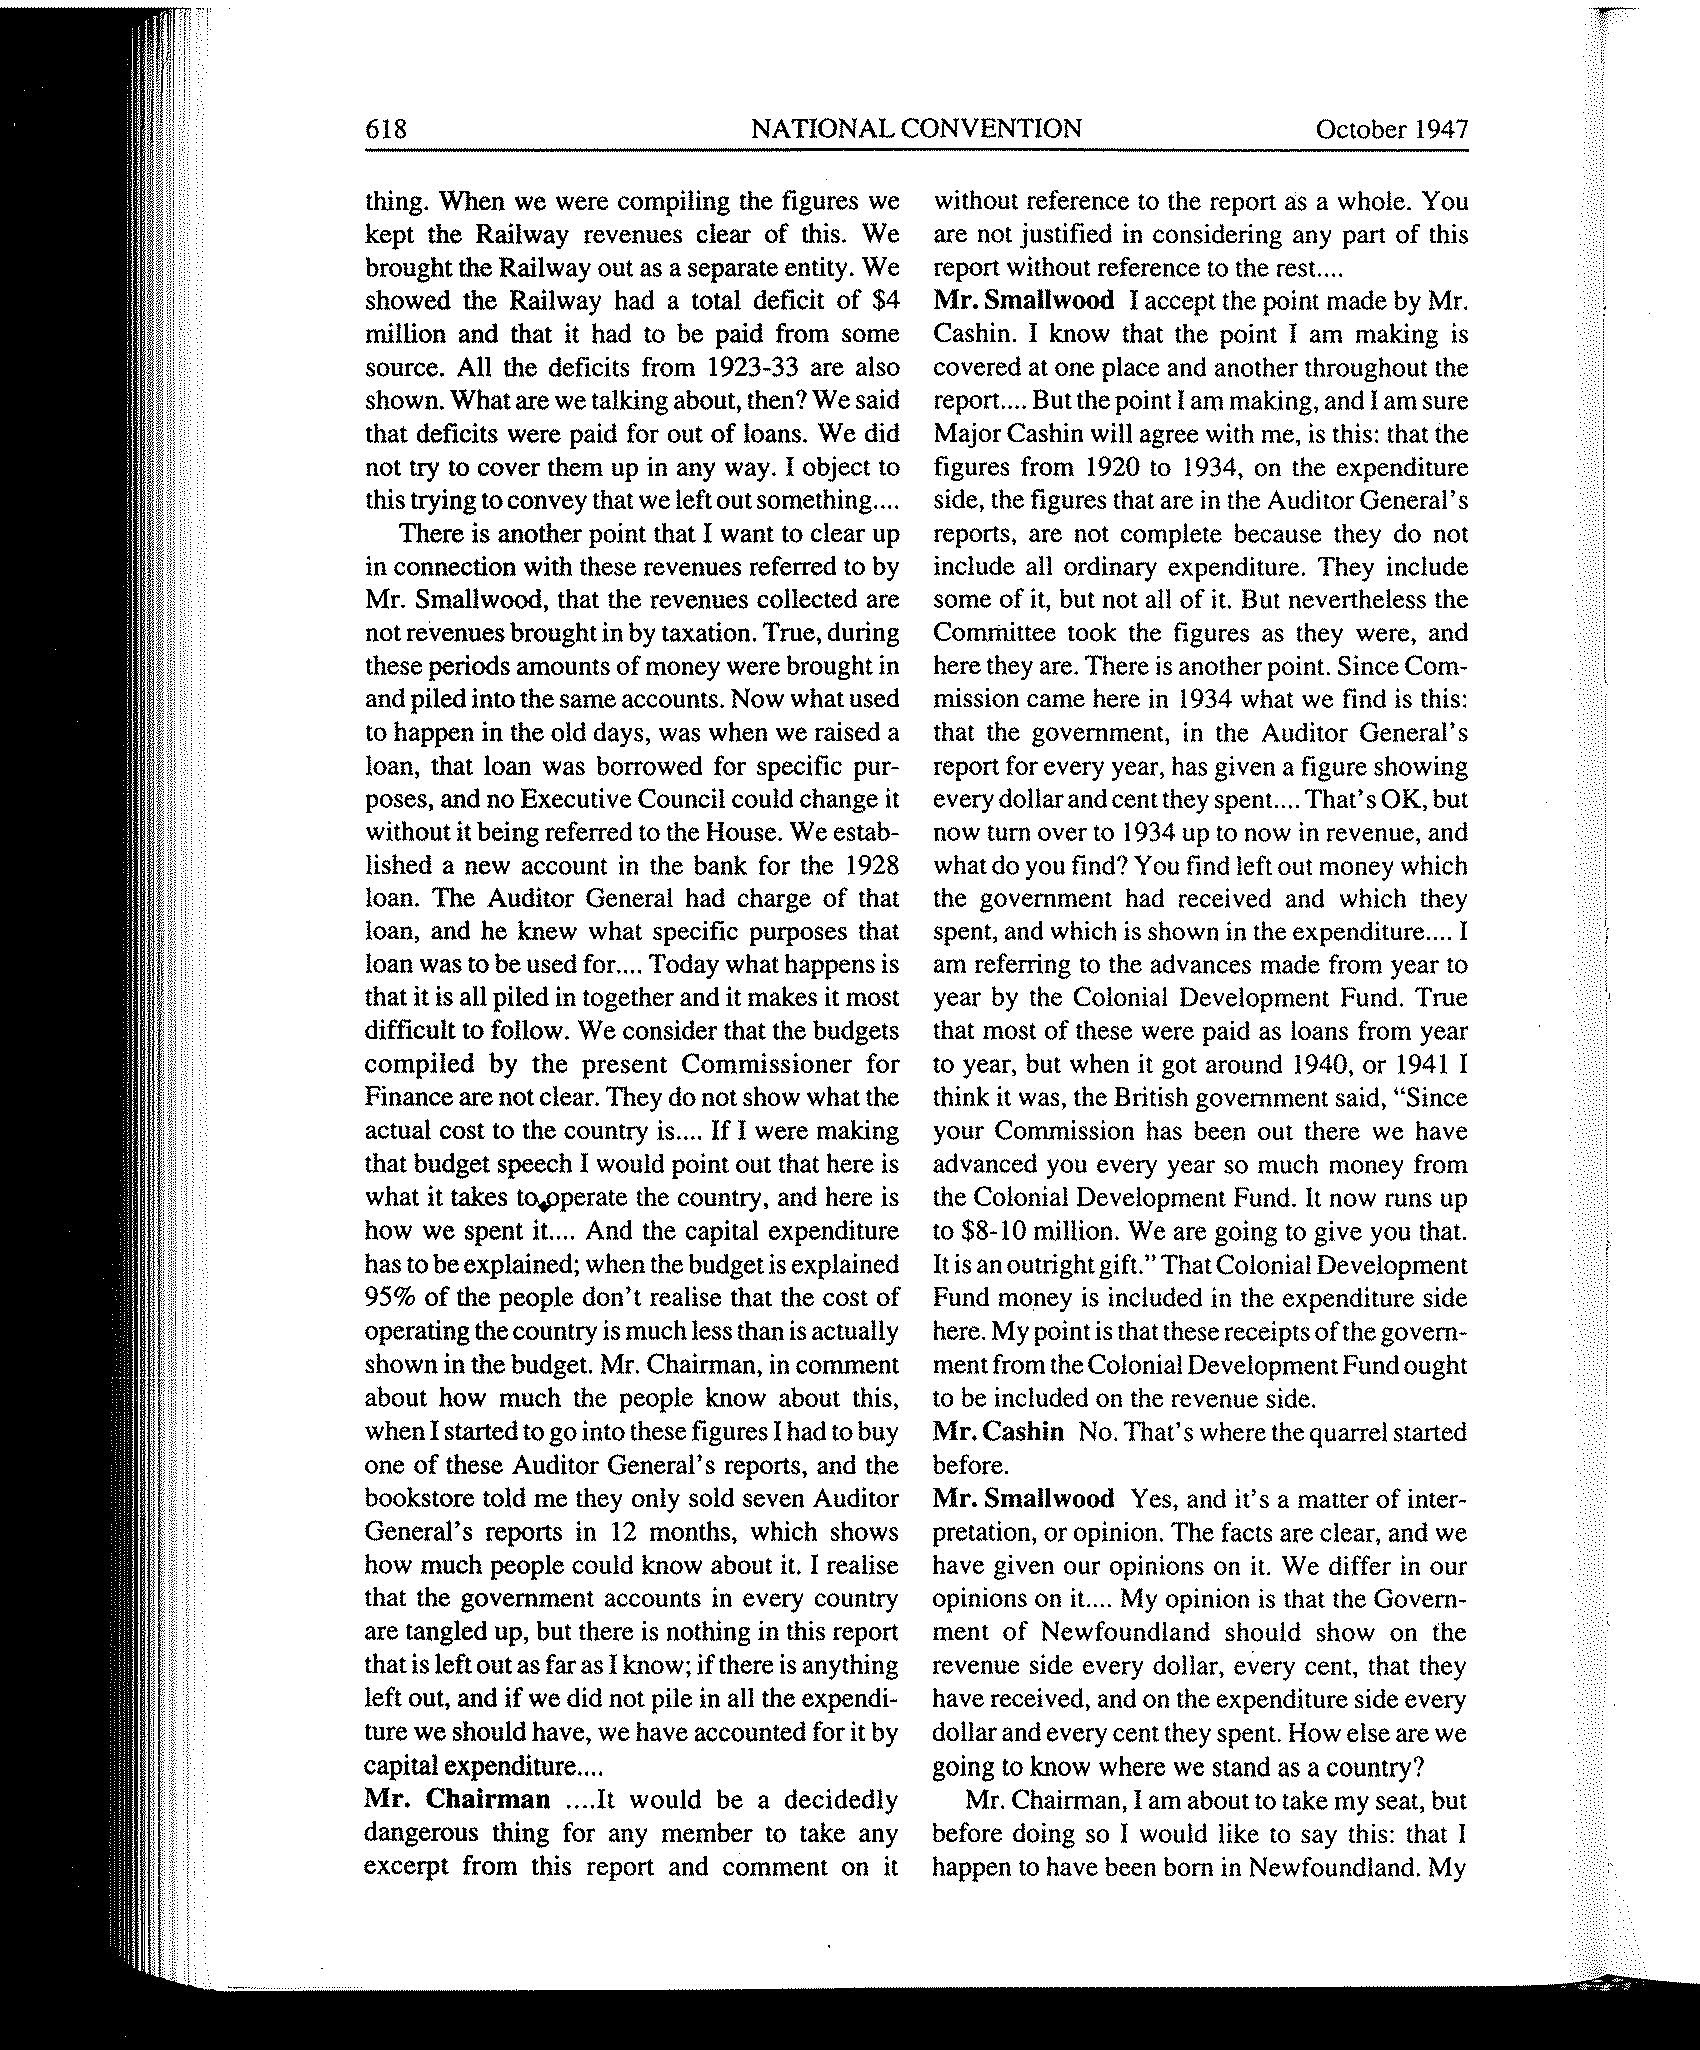 618 NATIONAL CONVENTION October 1947
thing. When we were compiling the figures we
kept the Railway revenues clear of this. We
brought the Railway out as a separate entity. We
showed the Railway had a total deficit of $4
million and that it had to be paid from some
source. All the deficits from 1923-33 are also
shown. What are we talking about, then? We said
that deficits were paid for out of loans. We did
not try to cover them up in any way. I object to
this trying to convey that we left out something....
There is another point that I want to clear up
in connection with these revenues referred to by
Mr. Smallwood, that the revenues collected are
not revenues brought in by taxation. True, during
these periods amounts of money were brought in
and piled into the same accounts. Now what used
to happen in the old days, was when we raised a
loan, that loan was borrowed for specific pur-
poses, and no Executive Council could change it
without it being referred to the House. We estab-
lished a new account in the bank for the 1928
loan. The Auditor General had charge of that
loan, and he knew what specific purposes that
loan was to be used for.... Today what happens is
that it is all piled in together and it makes it most
difficult to follow. We consider that the budgets
compiled by the present Commissioner for
Finance are not clear. They do not show what the
actual cost to the country is.... If I were making
that budget speech I would point out that here is
what it takes to operate the country, and here is
how we spent it.... And the capital expenditure
has to be explained; when the budget is explained
95% of the people don't realise that the cost of
operating the country is much less than is actually
shown in the budget. Mr. Chairman, in comment
about how much the people know about this,
when I started to go into these figures I had to buy
one of these Auditor General's reports, and the
bookstore told me they only sold seven Auditor
General's reports in 12 months, which shows
how much people could know about it. I realise
that the government accounts in every country
are tangled up, but there is nothing in this report
that is left out as far as I know; if there is anything
left out, and if we did not pile in all the expendi-
ture we should have, we have accounted for it by
capital expenditure....
Mr. Chairman ....It would be a decidedly
dangerous thing for any member to take any
excerpt from this report and comment on it
without reference to the report as a whole. You
are not justified in considering any part of this
report without reference to the rest....
Mr. Smallwood I accept the point made by Mr.
Cashin. I know that the point I am making is
covered at one place and another throughout the
report.... But the point I am making, and I am sure
Major Cashin will agree with me, is this: that the
figures from 1920 to 1934, on the expenditure
side, the figures that are in the Auditor General's
reports, are not complete because they do not
include all ordinary expenditure. They include
some of it, but not all of it. But nevertheless the
Committee took the figures as they were, and
here they are. There is another point. Since Com-
mission came here in 1934 what we find is this:
that the government, in the Auditor General's
report for every year, has given a figure showing
every dollar and cent they spent.... That's OK, but
now turn over to 1934 up to now in revenue, and
what do you find? You find left out money which
the government had received and which they
spent, and which is shown in the expenditure.... I
am referring to the advances made from year to
year by the Colonial Development Fund. True
that most of these were paid as loans from year
to year, but when it got around 1940, or 1941 I
think it was, the British government said, "Since
your Commission has been out there we have
advanced you every year so much money from
the Colonial Development Fund. It now runs up
to $8-10 million. We are going to give you that.
It is an outright gift." That Colonial Development
Fund money is included in the expenditure side
here. My point is that these receipts of the govern-
ment from the Colonial Development Fund ought
to be included on the revenue side.
Mr. Cashin No. That's where the quarrel started
before.
Mr. Smallwood Yes, and it's a matter of inter-
pretation, or opinion. The facts are clear, and we
have given our opinions on it. We differ in our
opinions on it.... My opinion is that the Govern-
ment of Newfoundland should show on the
revenue side every dollar, every cent, that they
have received, and on the expenditure side every
dollar and every cent they spent. How else are we
going to know where we stand as a country?
Mr. Chairman, I am about to take my seat, but
before doing so I would like to say this: that I
happen to have been born in Newfoundland. My